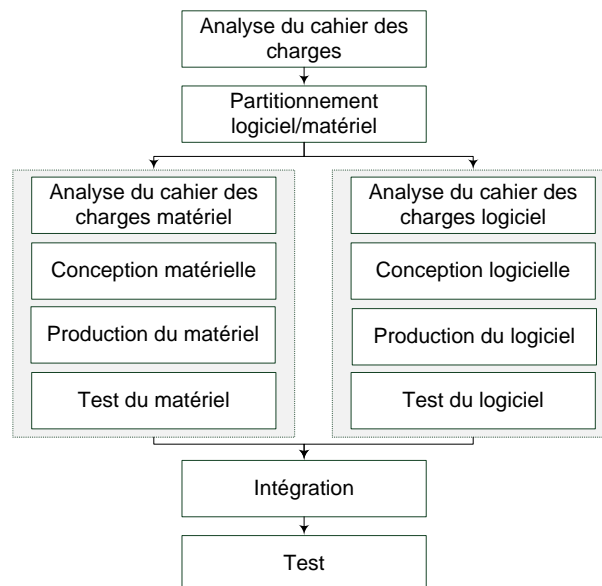 Analyse du cahier des
charges
Partitionnement
logiciel/matériel
Analyse du cahier des
charges matériel
Conception matérielle
Production du matériel
Test du matériel
Analyse du cahier des
charges logiciel
Conception logicielle
Production du logiciel
Test du logiciel
Intégration
Test